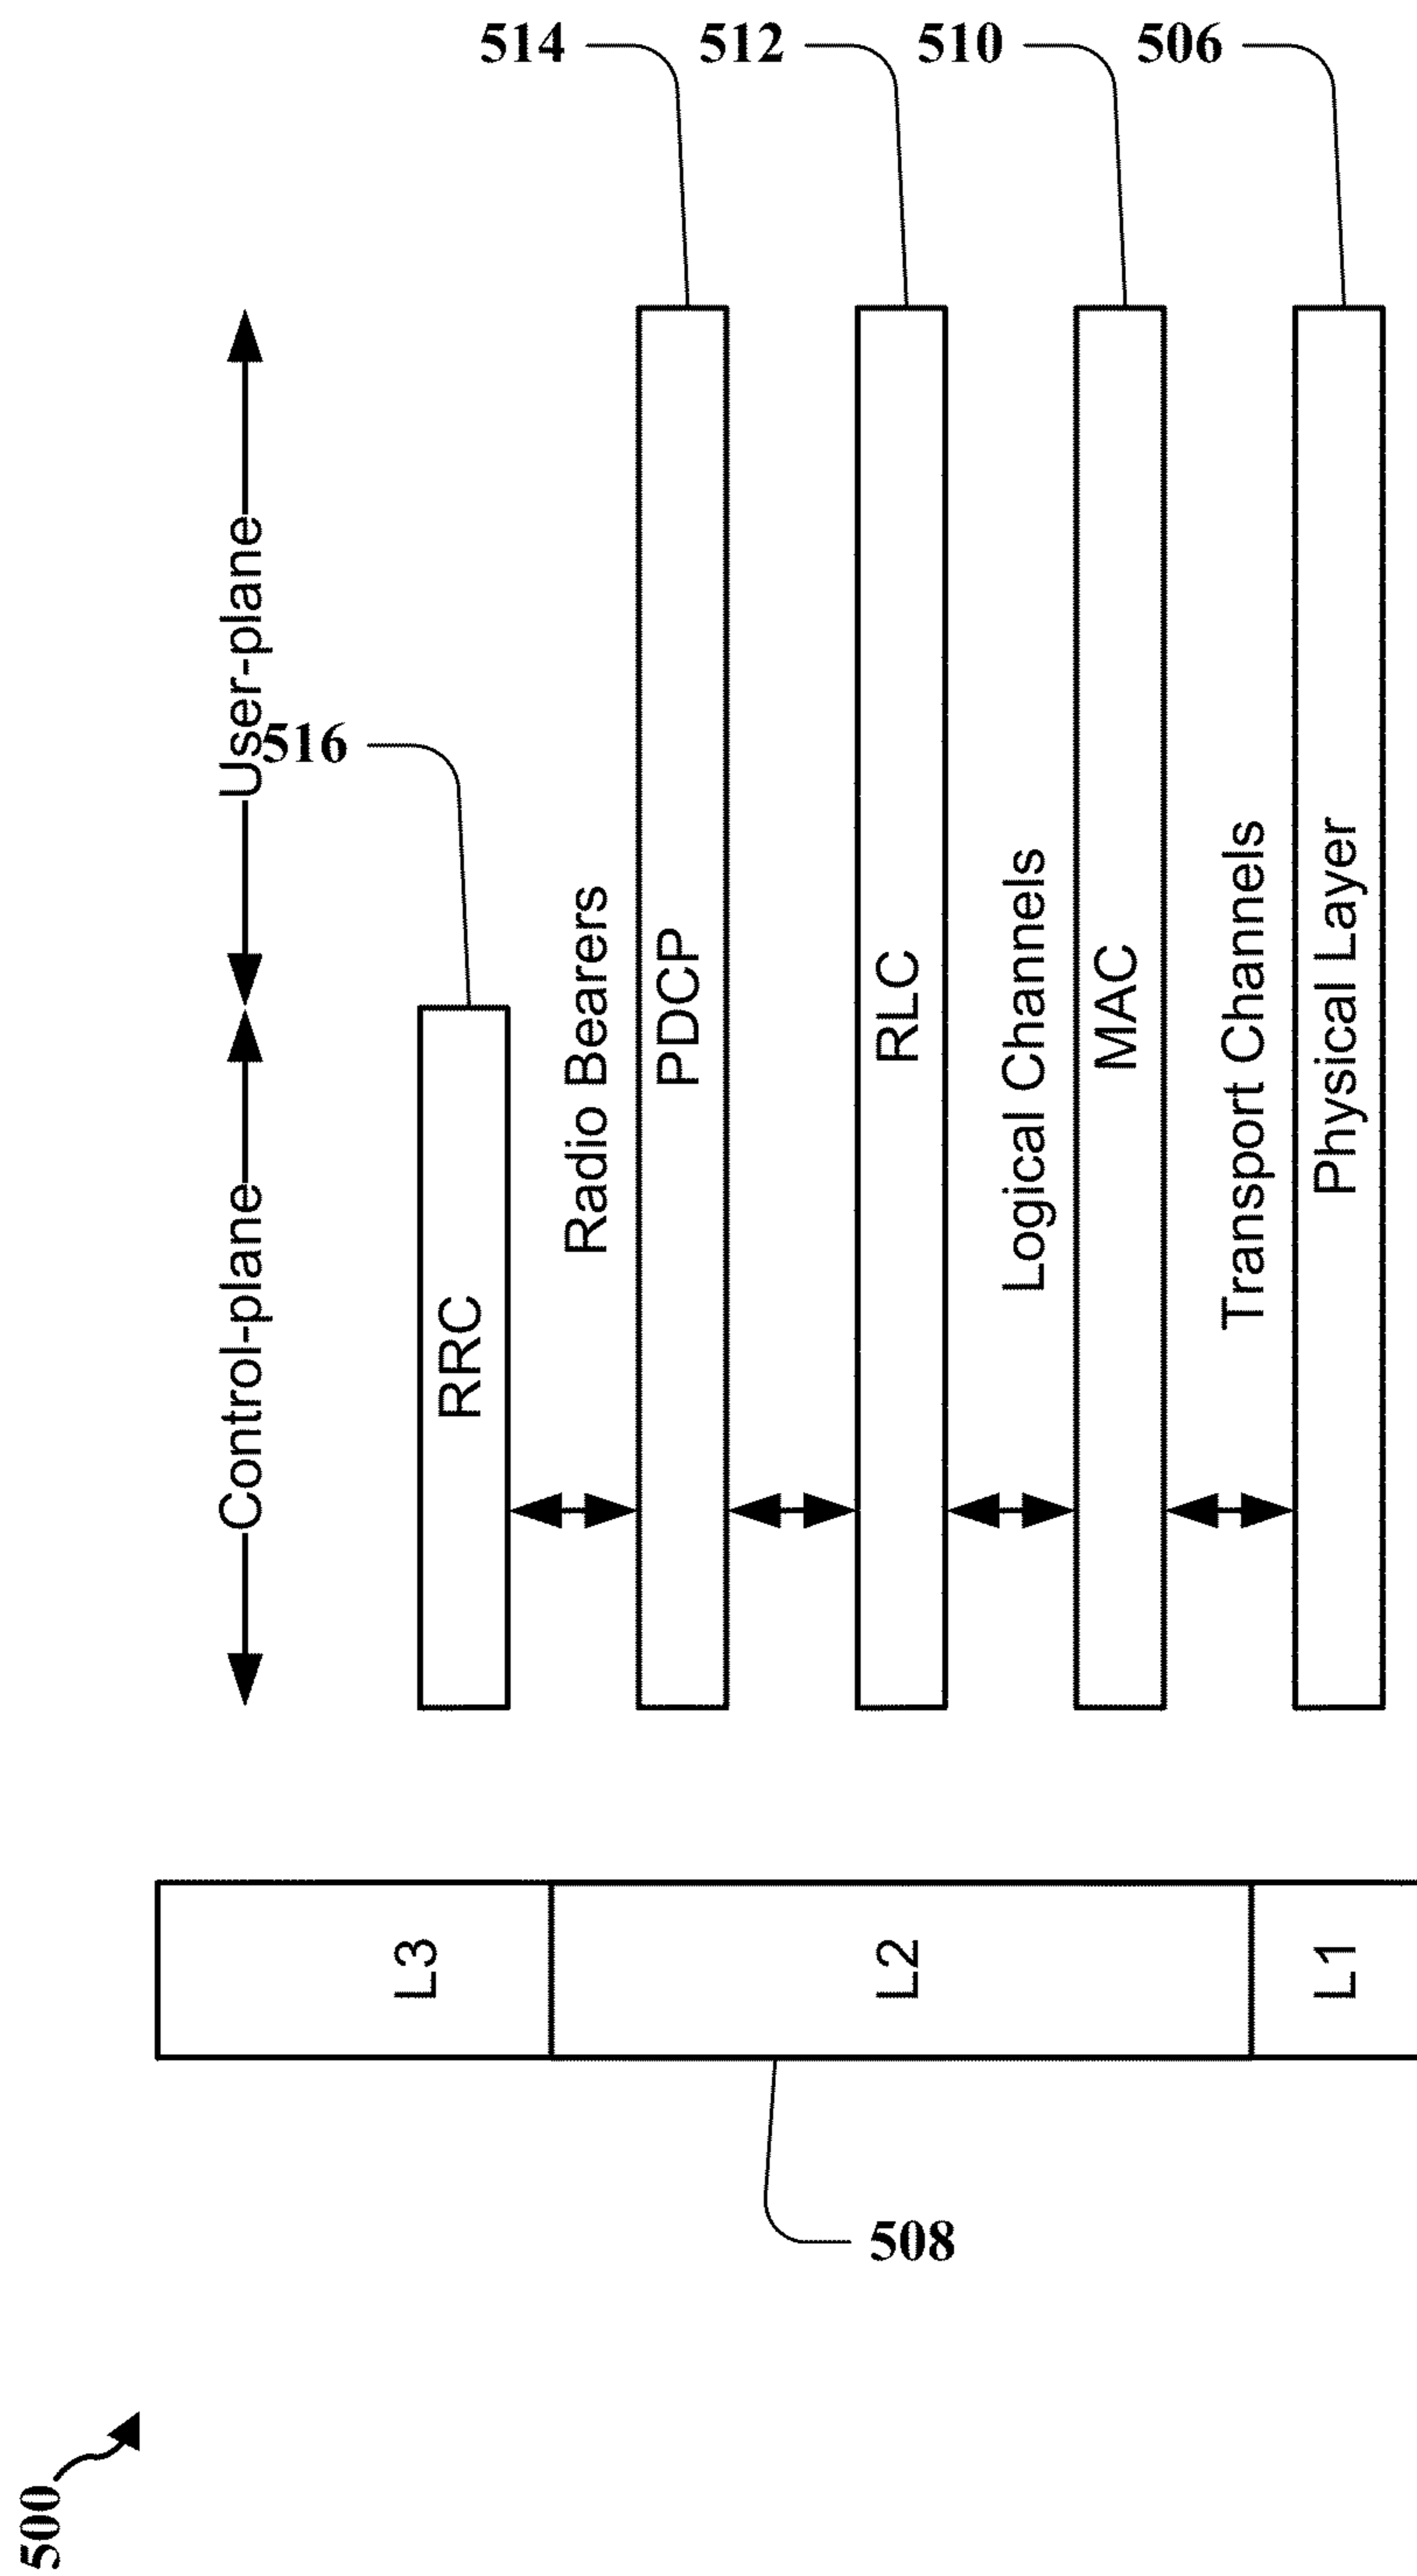 500
Control-plane
User-plane
516
L3
RRC
Radio Bearers
514
PDCP
508
L2
512
RLC
Logical Channels
510
MAC
Transport Channels
506
L1
Physical Layer